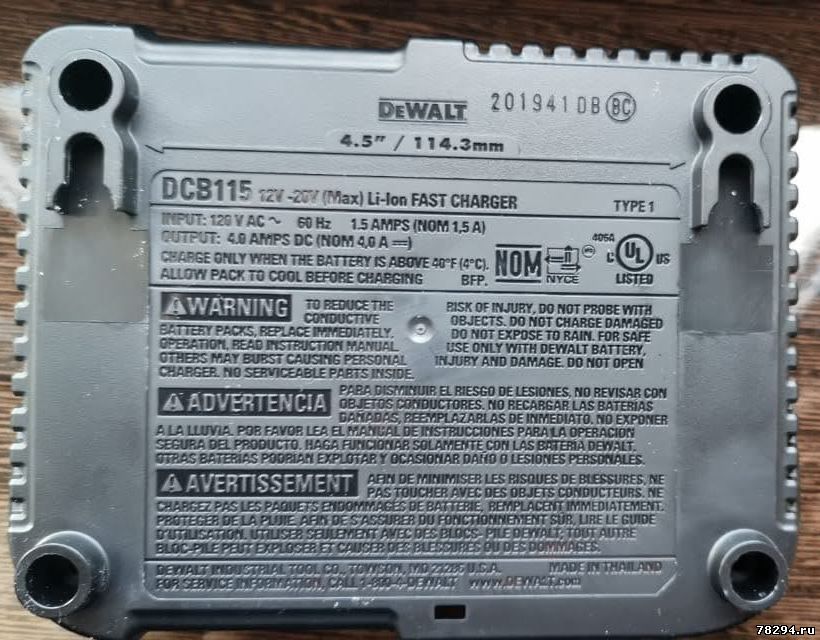 DEWALT 2019 41 DB BC
4.5" / 114.3mm
DCB115 12V -20V (Max) Li-Ion FAST CHARGER TYPE 1
INPUT: 120 V AC ~ 60 Hz 1.5 AMPS (NOM 1,5 A)
OUTPUT: 4.0 AMPS DC (NOM 4,0 A ⎓)
CHARGE ONLY WHEN THE BATTERY IS ABOVE 40°F (4°C).
ALLOW PACK TO COOL BEFORE CHARGING BFP.
NOM
NYCE
405A
C UL US
LISTED
⚠WARNING TO REDUCE THE RISK OF INJURY, DO NOT PROBE WITH
CONDUCTIVE OBJECTS. DO NOT CHARGE DAMAGED
BATTERY PACKS, REPLACE IMMEDIATELY. DO NOT EXPOSE TO RAIN. FOR SAFE
OPERATION, READ INSTRUCTION MANUAL. USE ONLY WITH DEWALT BATTERY,
OTHERS MAY BURST CAUSING PERSONAL INJURY AND DAMAGE. DO NOT OPEN
CHARGER. NO SERVICEABLE PARTS INSIDE.
⚠ADVERTENCIA PARA DISMINUIR EL RIESGO DE LESIONES, NO REVISAR CON
OBJETOS CONDUCTORES. NO RECARGAR LAS BATERIAS
DAÑADAS, REEMPLAZARLAS DE INMEDIATO. NO EXPONER
A LA LLUVIA. POR FAVOR LEA EL MANUAL DE INSTRUCCIONES PARA LA OPERACION
SEGURA DEL PRODUCTO. HAGA FUNCIONAR SOLAMENTE CON LAS BATERIA DEWALT.
OTRAS BATERIAS PODRIAN EXPLOTAR Y OCASIONAR DAÑO O LESIONES PERSONALES.
⚠AVERTISSEMENT AFIN DE MINIMISER LES RISQUES DE BLESSURES, NE
PAS TOUCHER AVEC DES OBJETS CONDUCTEURS. NE
CHARGEZ PAS LES PAQUETS ENDOMMAGÉS DE BATTERIE, REMPLACENT IMMÉDIATEMENT.
PROTEGER DE LA PLUIE. AFIN DE S'ASSURER DU FONCTIONNEMENT SÛR, LIRE LE GUIDE
D'UTILISATION. UTILISER SEULEMENT AVEC DES BLOCS- PILE DEWALT, TOUT AUTRE
BLOC-PILE PEUT EXPLOSER ET CAUSER DES BLESSURES OU DES DOMMAGES.
DEWALT INDUSTRIAL TOOL CO., TOWSON, MD 21286 U.S.A. MADE IN THAILAND
FOR SERVICE INFORMATION, CALL 1-800-4-DEWALT www.DEWALT.com
78294.ru